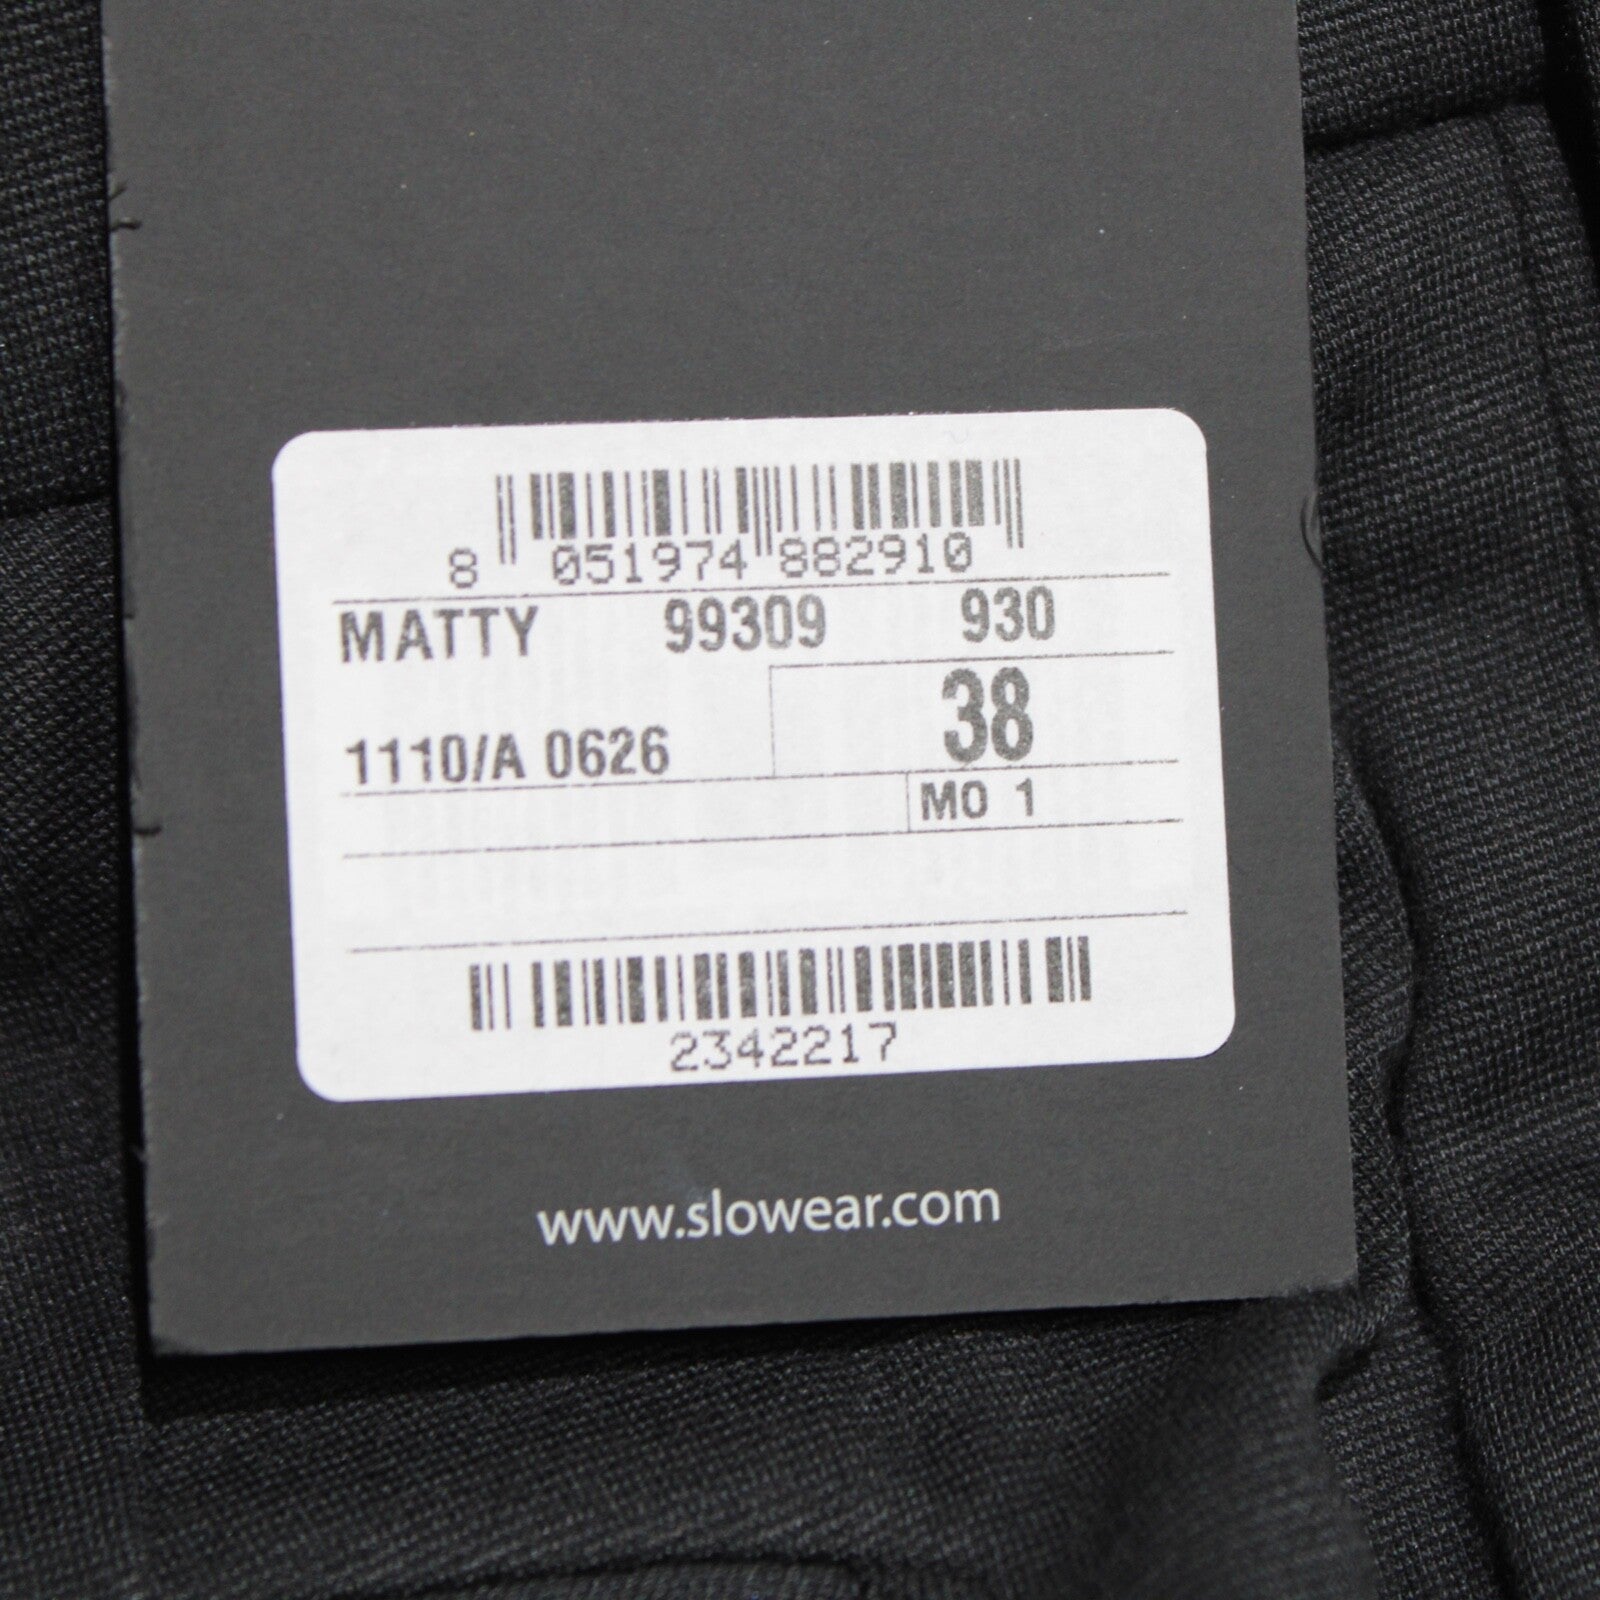 8 051974 882910
MATTY 99309 930
38
1110/A 0626
MO 1
2342217
www.slowear.com